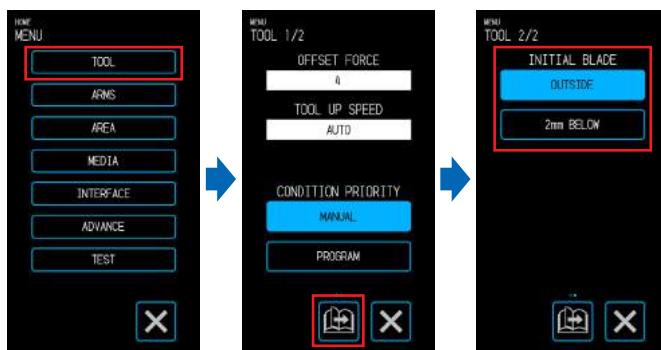 HOME
MENU
TOOL
ARMS
AREA
MEDIA
INTERFACE
ADVANCE
TEST
MENU
TOOL 1/2
OFFSET FORCE
4
TOOL UP SPEED
AUTO
CONDITION PRIORITY
MANUAL
PROGRAM
MENU
TOOL 2/2
INITIAL BLADE
OUTSIDE
2mm BELOW